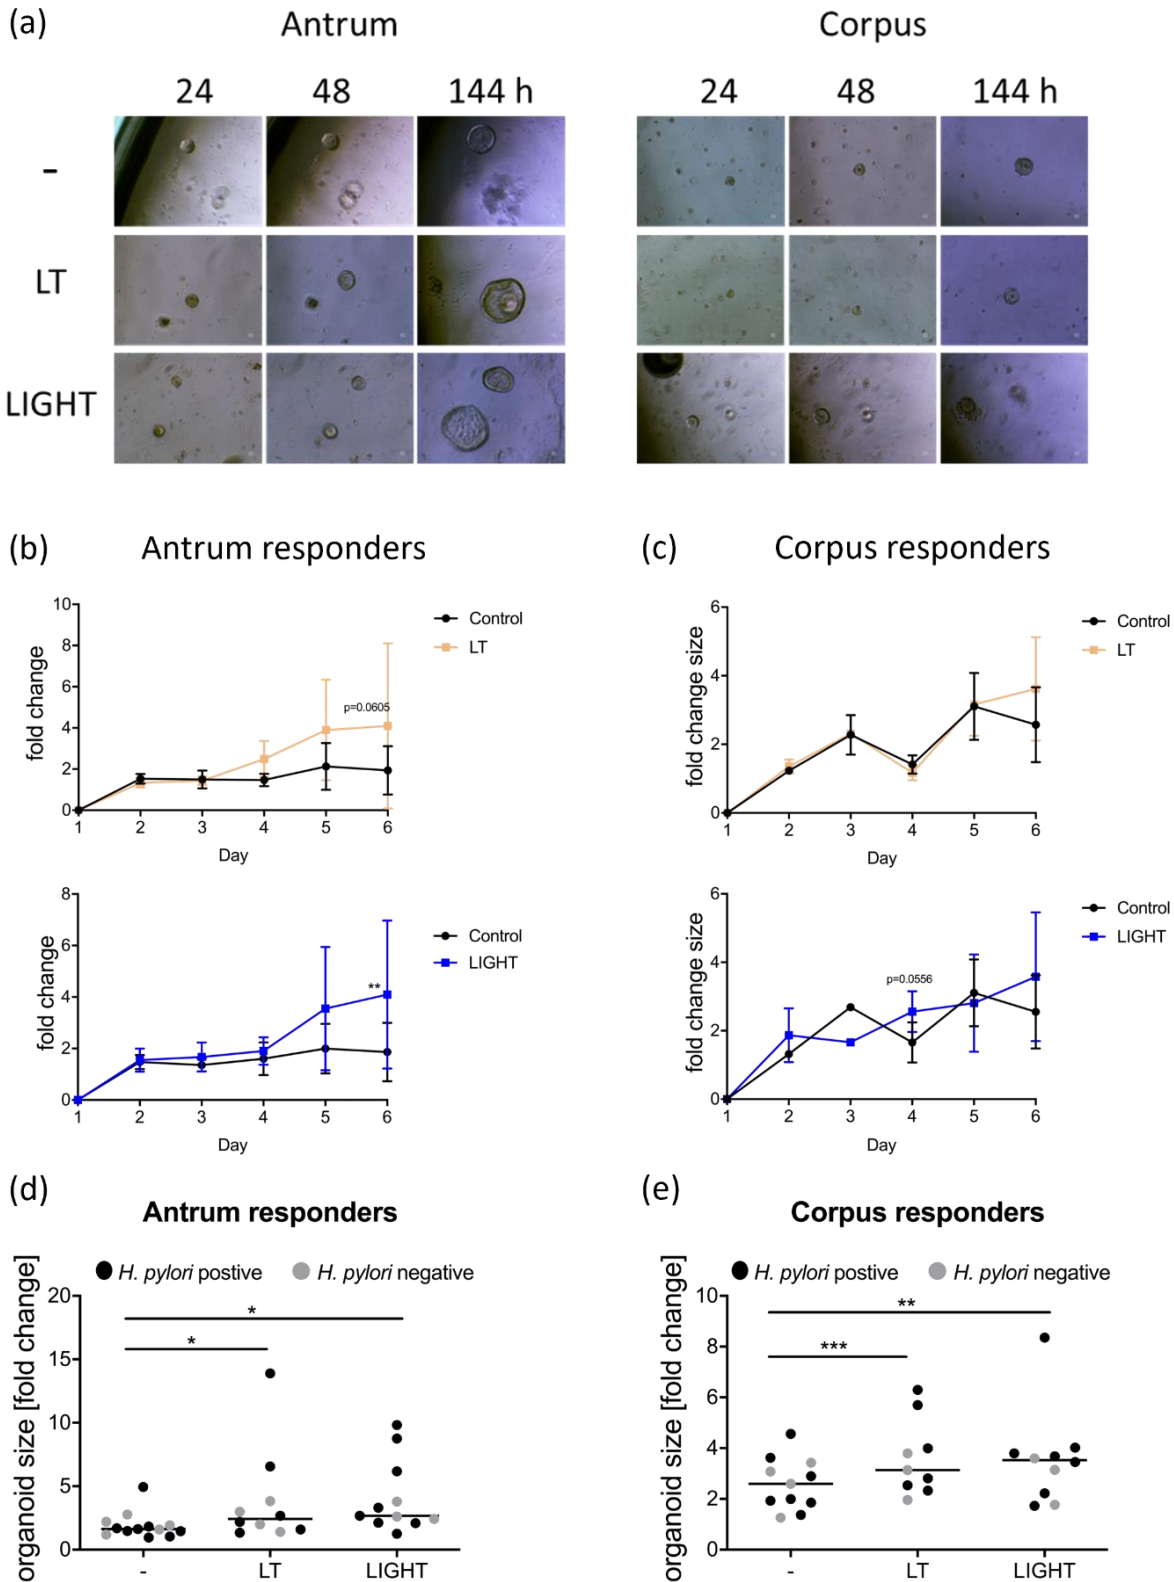 (a)
Antrum
Corpus
24 48 144 h
24 48 144 h
-
LT
LIGHT
(b) Antrum responders
fold change
10
8
6
4
2
0
p=0.0605
1 2 3 4 5 6
Day
Control
LT
fold change
8
6
4
2
0
**
1 2 3 4 5 6
Day
Control
LIGHT
(c) Corpus responders
fold change size
6
4
2
0
1 2 3 4 5 6
Day
Control
LT
fold change size
6
4
2
0
p=0.0556
1 2 3 4 5 6
Day
Control
LIGHT
(d)
Antrum responders
H. pylori postive H. pylori negative
organoid size [fold change]
20
15
10
5
0
*
*
- LT LIGHT
(e)
Corpus responders
H. pylori postive H. pylori negative
organoid size [fold change]
10
8
6
4
2
0
**
***
- LT LIGHT